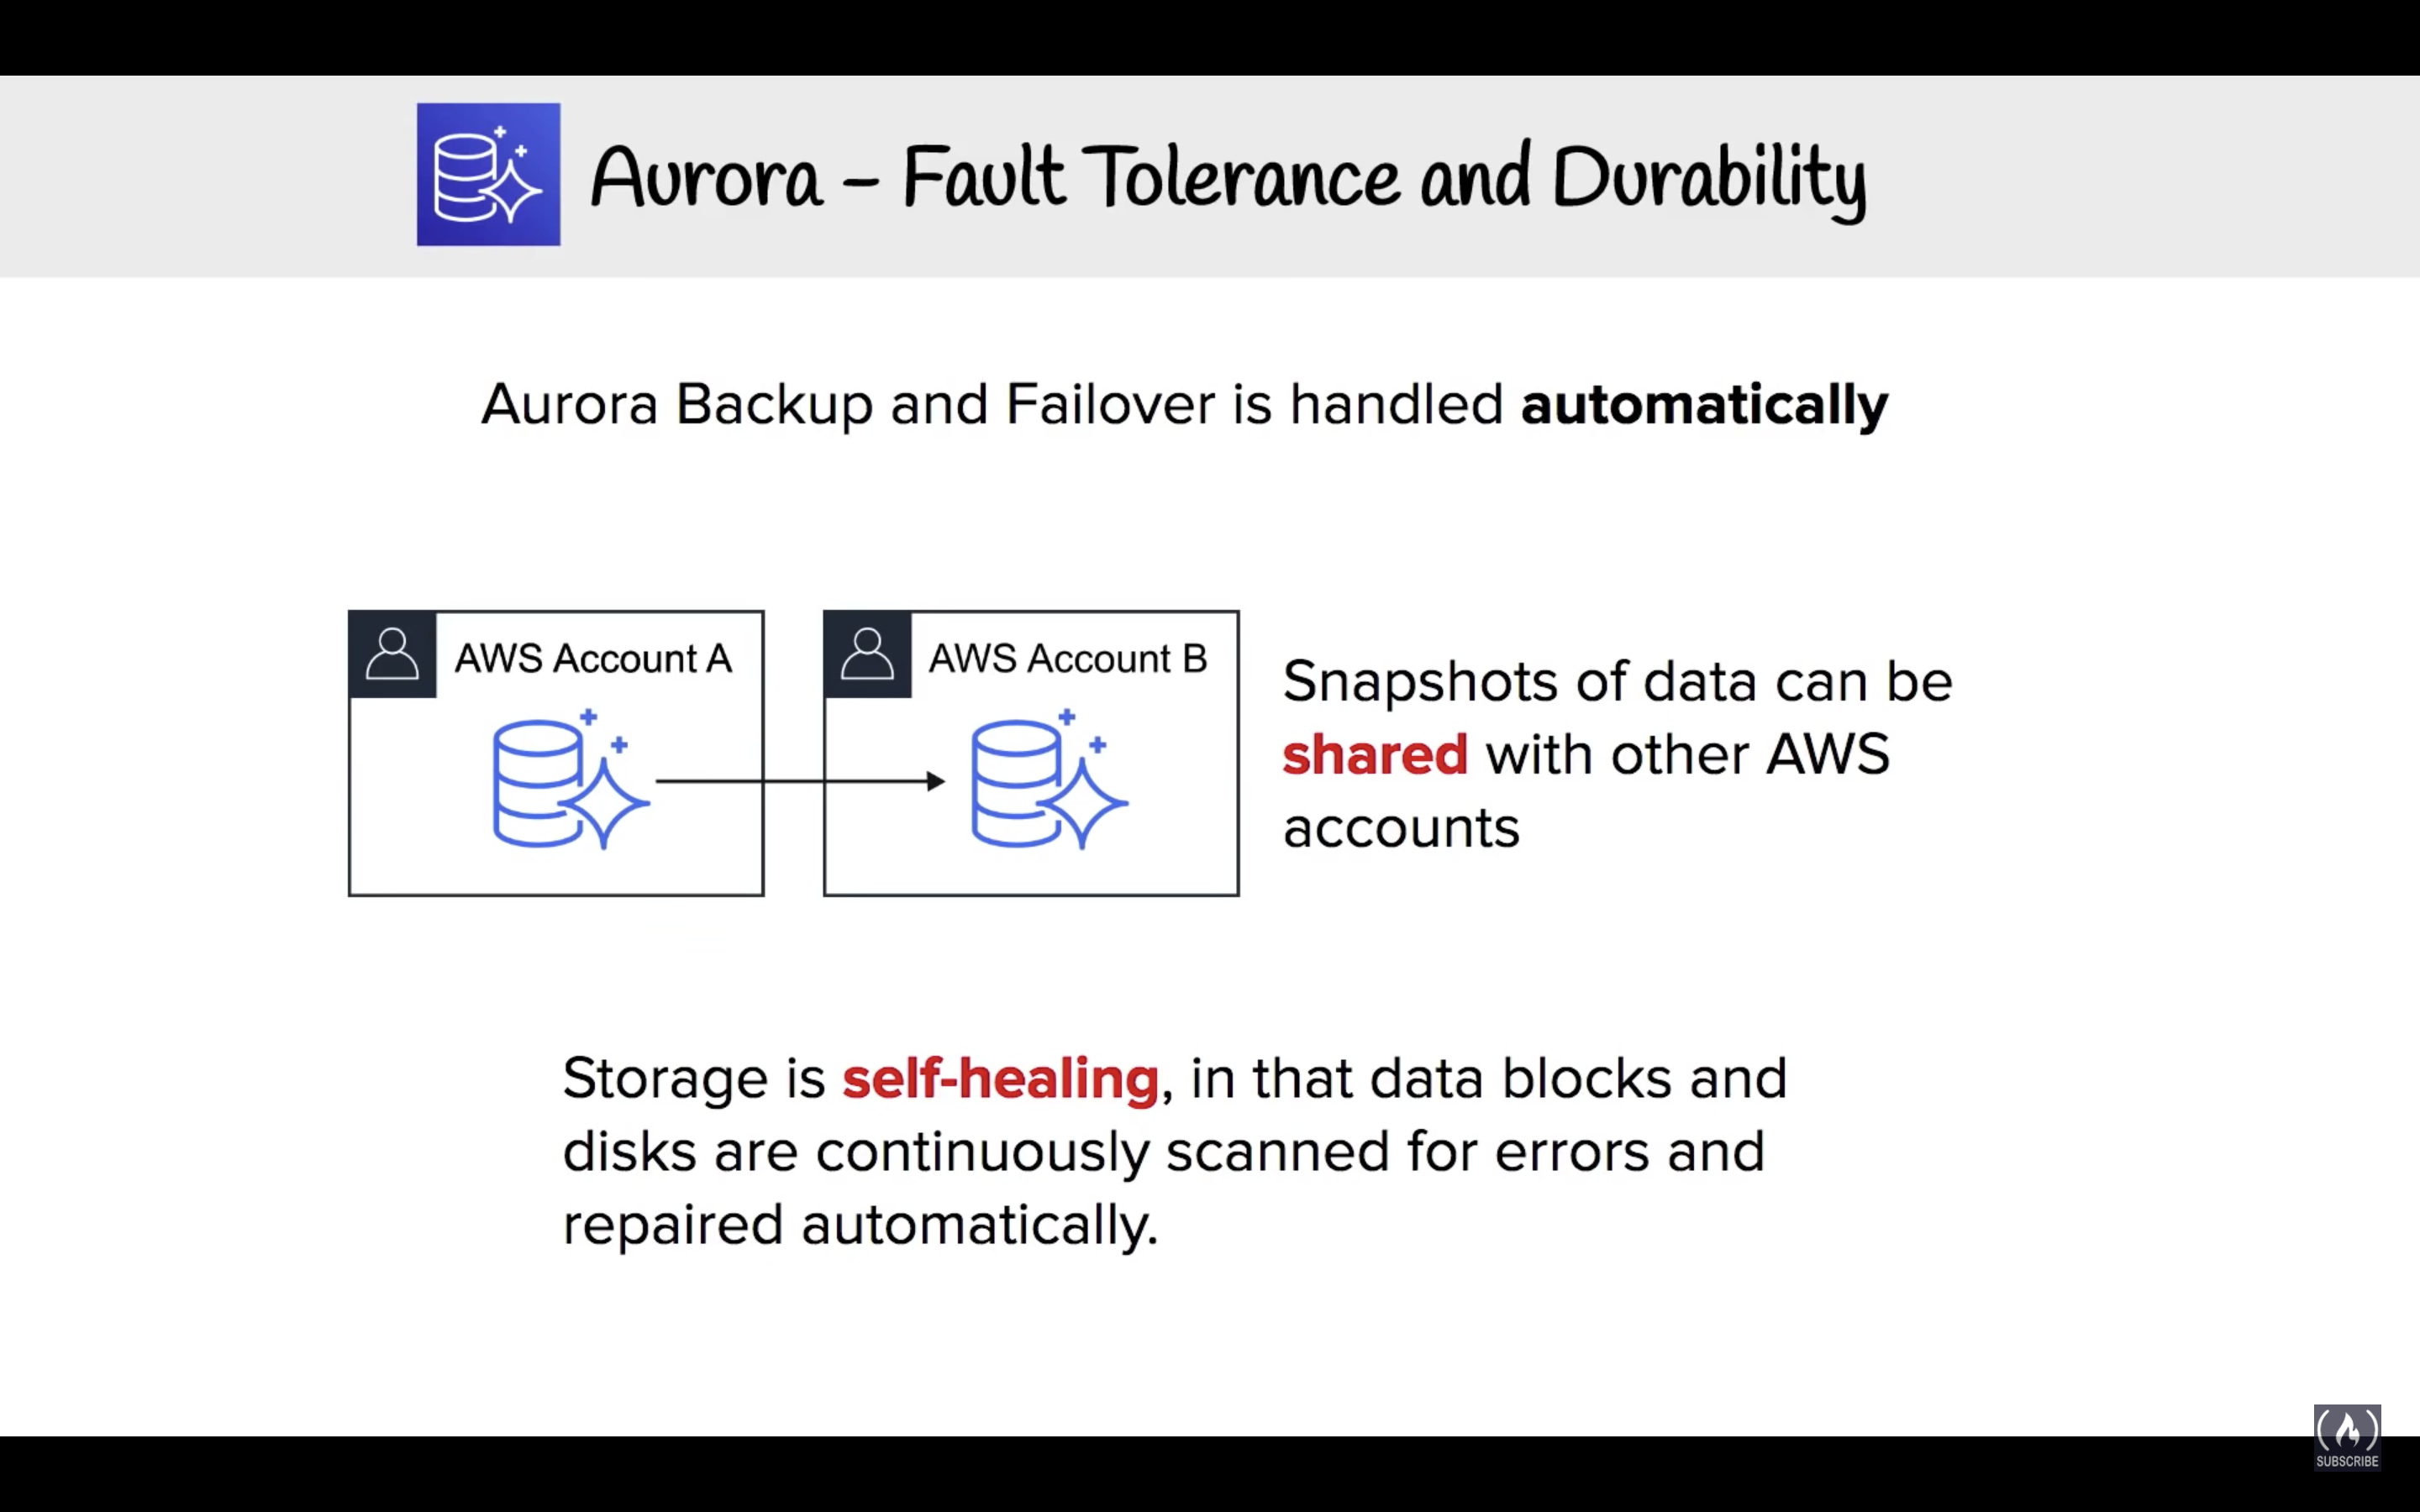 Aurora – Fault Tolerance and Durability
Aurora Backup and Failover is handled automatically
AWS Account A
AWS Account B
Snapshots of data can be
shared with other AWS
accounts
Storage is self-healing, in that data blocks and
disks are continuously scanned for errors and
repaired automatically.
SUBSCRIBE